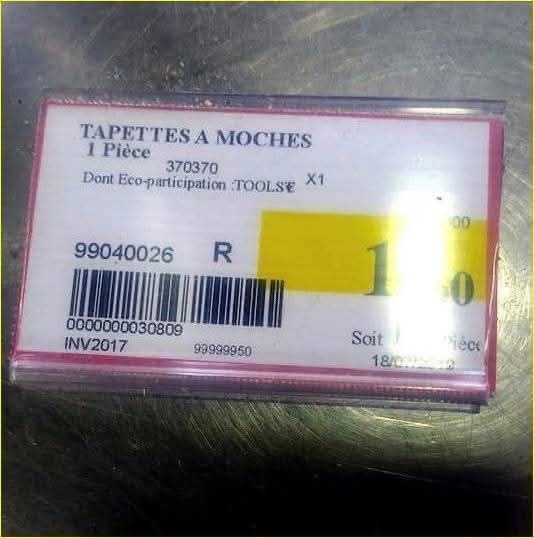 TAPETTES A MOCHES
1 Pièce
370370
Dont Eco-participation :TOOLS€ X1
99040026 R
0000000030809
INV2017 99999950
Soit